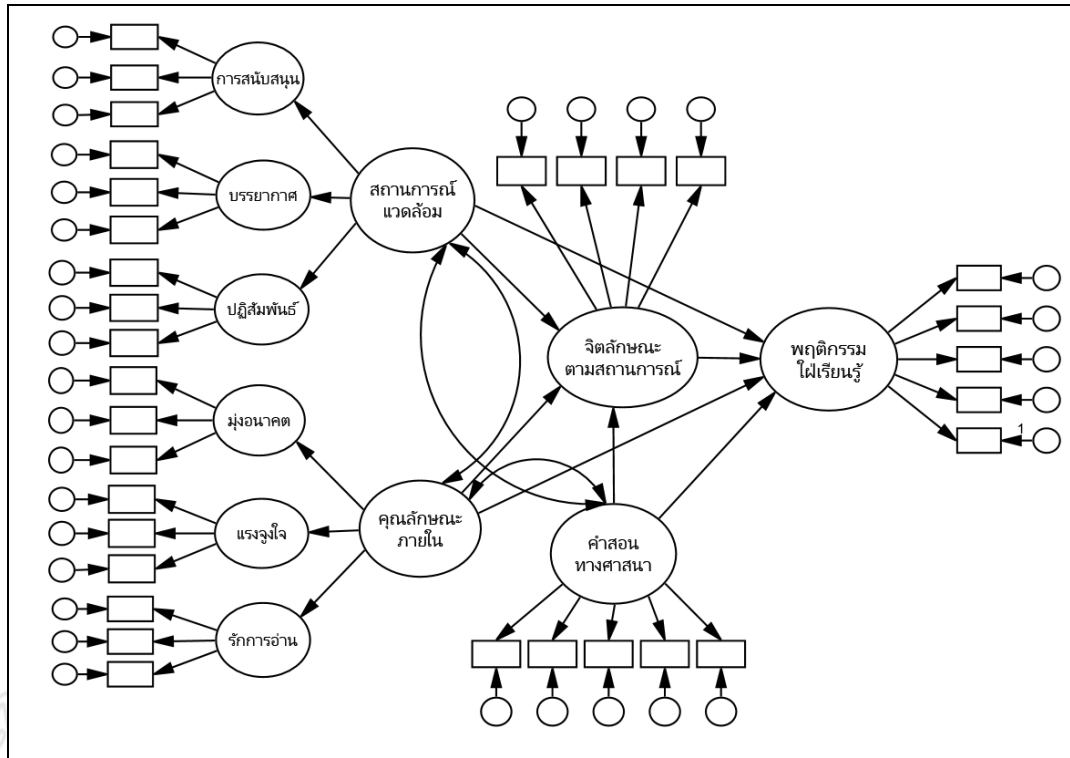 การสนับสนุน
บรรยากาศ
ปฏิสัมพันธ์
มุ่งอนาคต
แรงจูงใจ
รักการอ่าน
สถานการณ์
แวดล้อม
คุณลักษณะ
ภายใน
จิตลักษณะ
ตามสถานการณ์
คำสอน
ทางศาสนา
พฤติกรรม
ใฝ่เรียนรู้
1